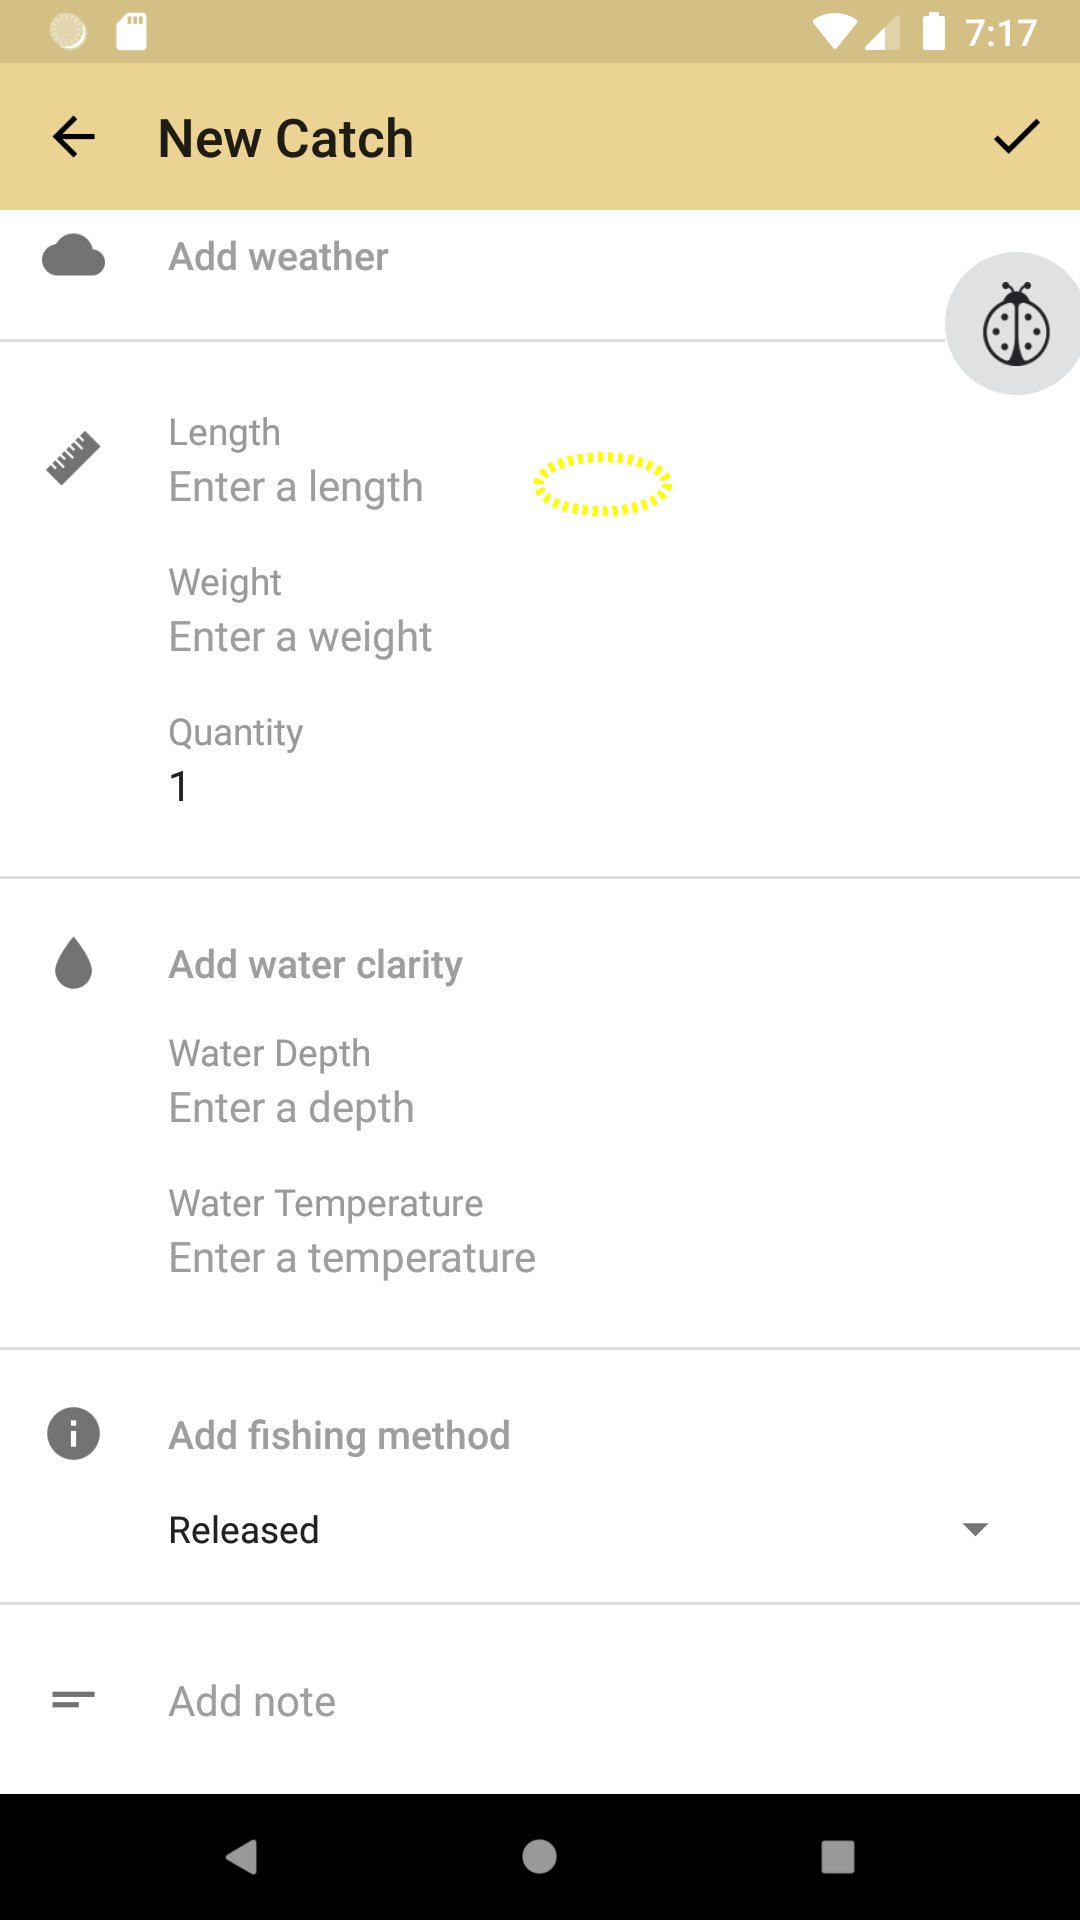 7:17
New Catch
Add weather
Length
Enter a length
Weight
Enter a weight
Quantity
1
Add water clarity
Water Depth
Enter a depth
Water Temperature
Enter a temperature
Add fishing method
Released
Add note